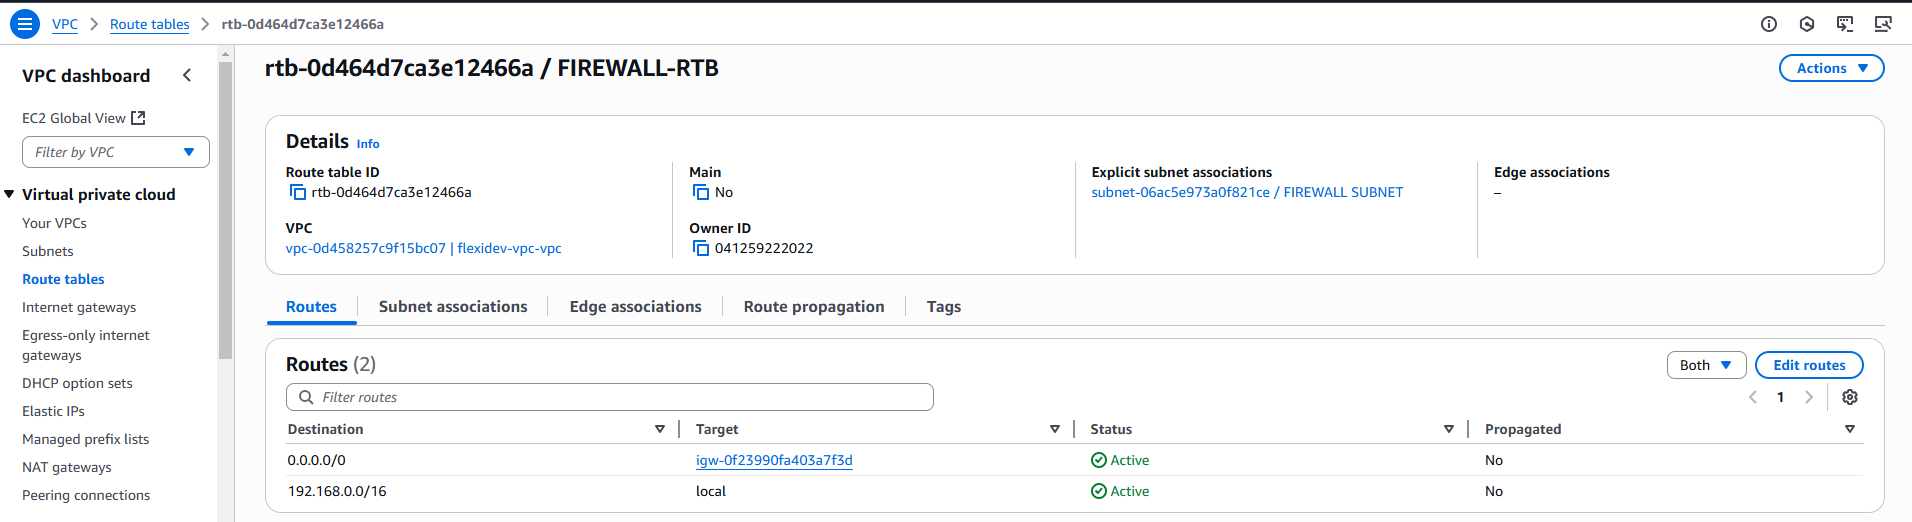 VPC > Route tables > rtb-0d464d7ca3e12466a
VPC dashboard
EC2 Global View
Filter by VPC
Virtual private cloud
Your VPCs
Subnets
Route tables
Internet gateways
Egress-only internet
gateways
DHCP option sets
Elastic IPs
Managed prefix lists
NAT gateways
Peering connections
rtb-0d464d7ca3e12466a / FIREWALL-RTB
Actions
Details Info
Route table ID
rtb-0d464d7ca3e12466a
Main
No
Explicit subnet associations
subnet-06ac5e973a0f821ce / FIREWALL SUBNET
Edge associations
–
VPC
vpc-0d458257c9f15bc07 | flexidev-vpc-vpc
Owner ID
041259222022
Routes Subnet associations Edge associations Route propagation Tags
Routes (2)
Both
Edit routes
Filter routes
1
Destination Target Status Propagated
0.0.0.0/0 igw-0f23990fa403a7f3d Active No
192.168.0.0/16 local Active No